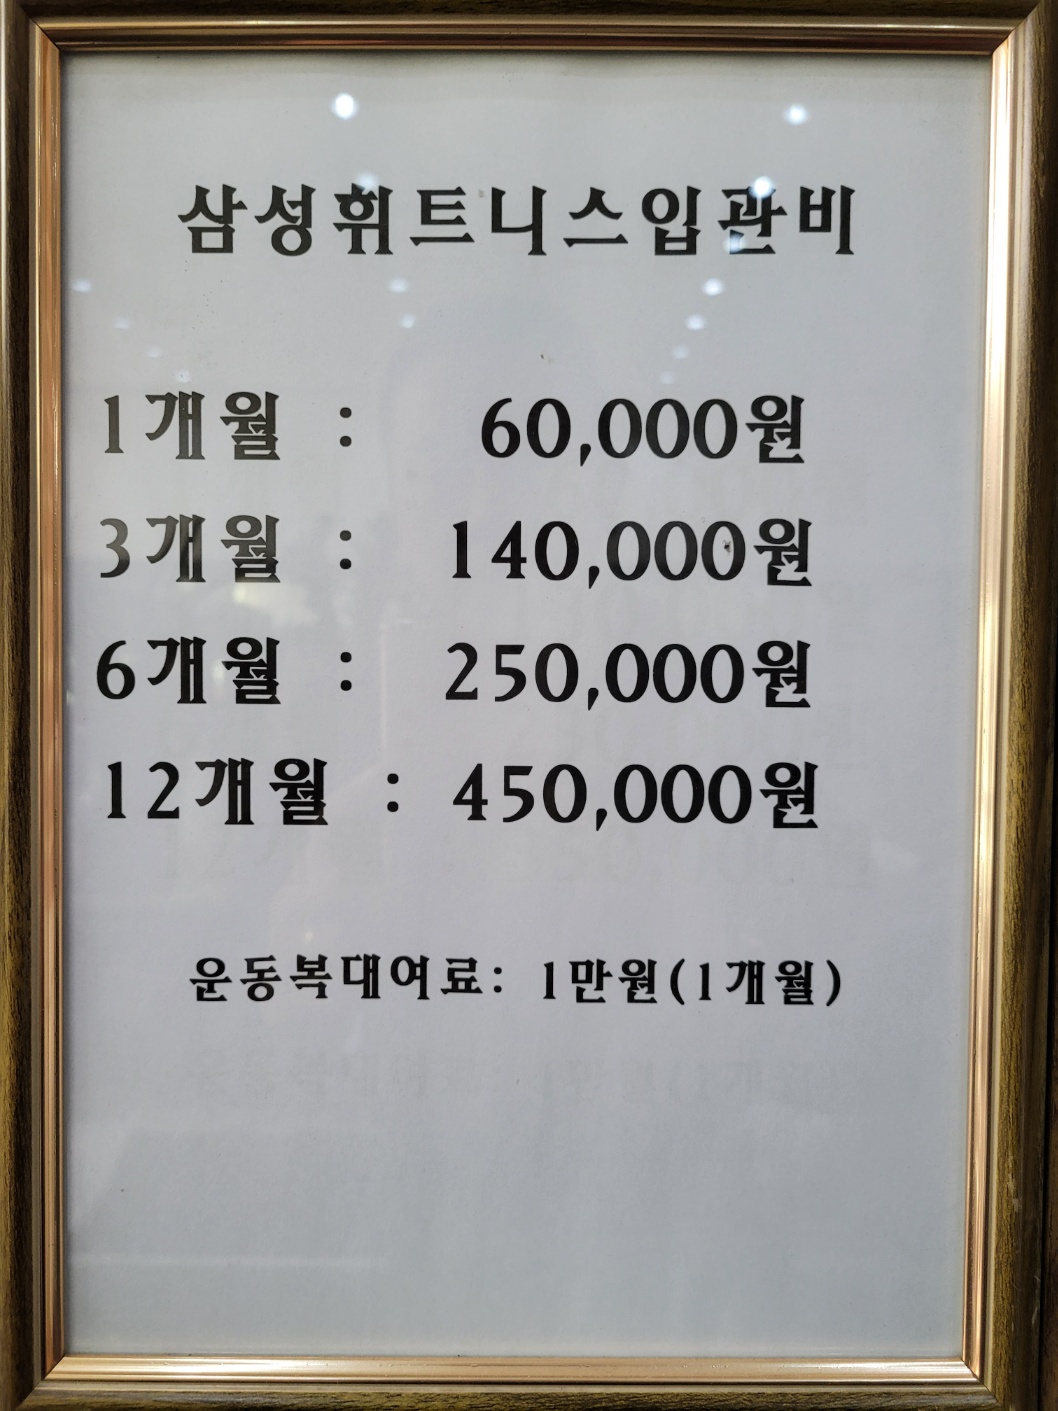 삼성휘트니스입관비
1개월 : 60,000원
3개월 : 140,000원
6개월 : 250,000원
12개월 : 450,000원
운동복대여료: 1만원(1개월)